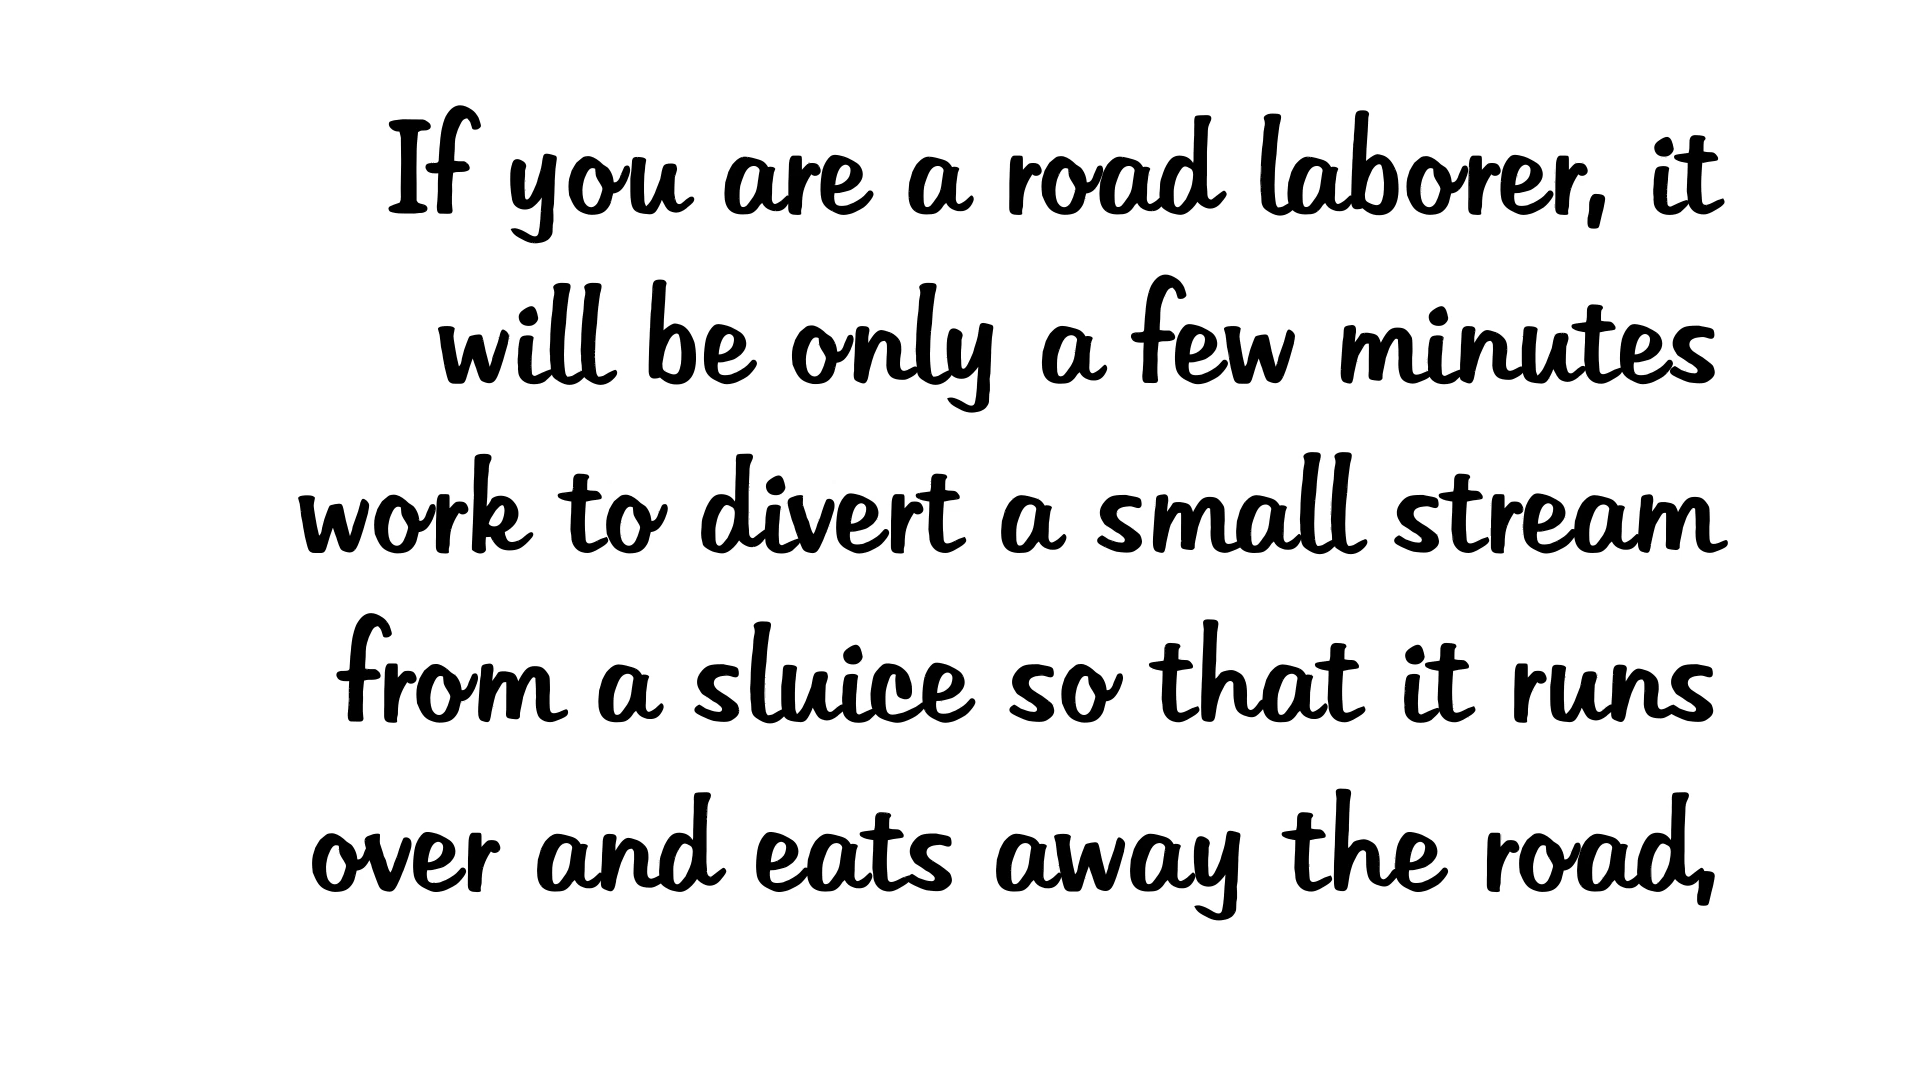 If you are a road laborer, it
will be only a few minutes
work to divert a small stream
from a sluice so that it runs
over and eats away the road,